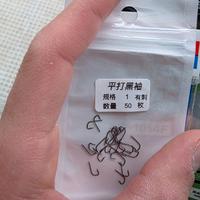 平打黑袖
规格 1 有刺
数量 50 枚